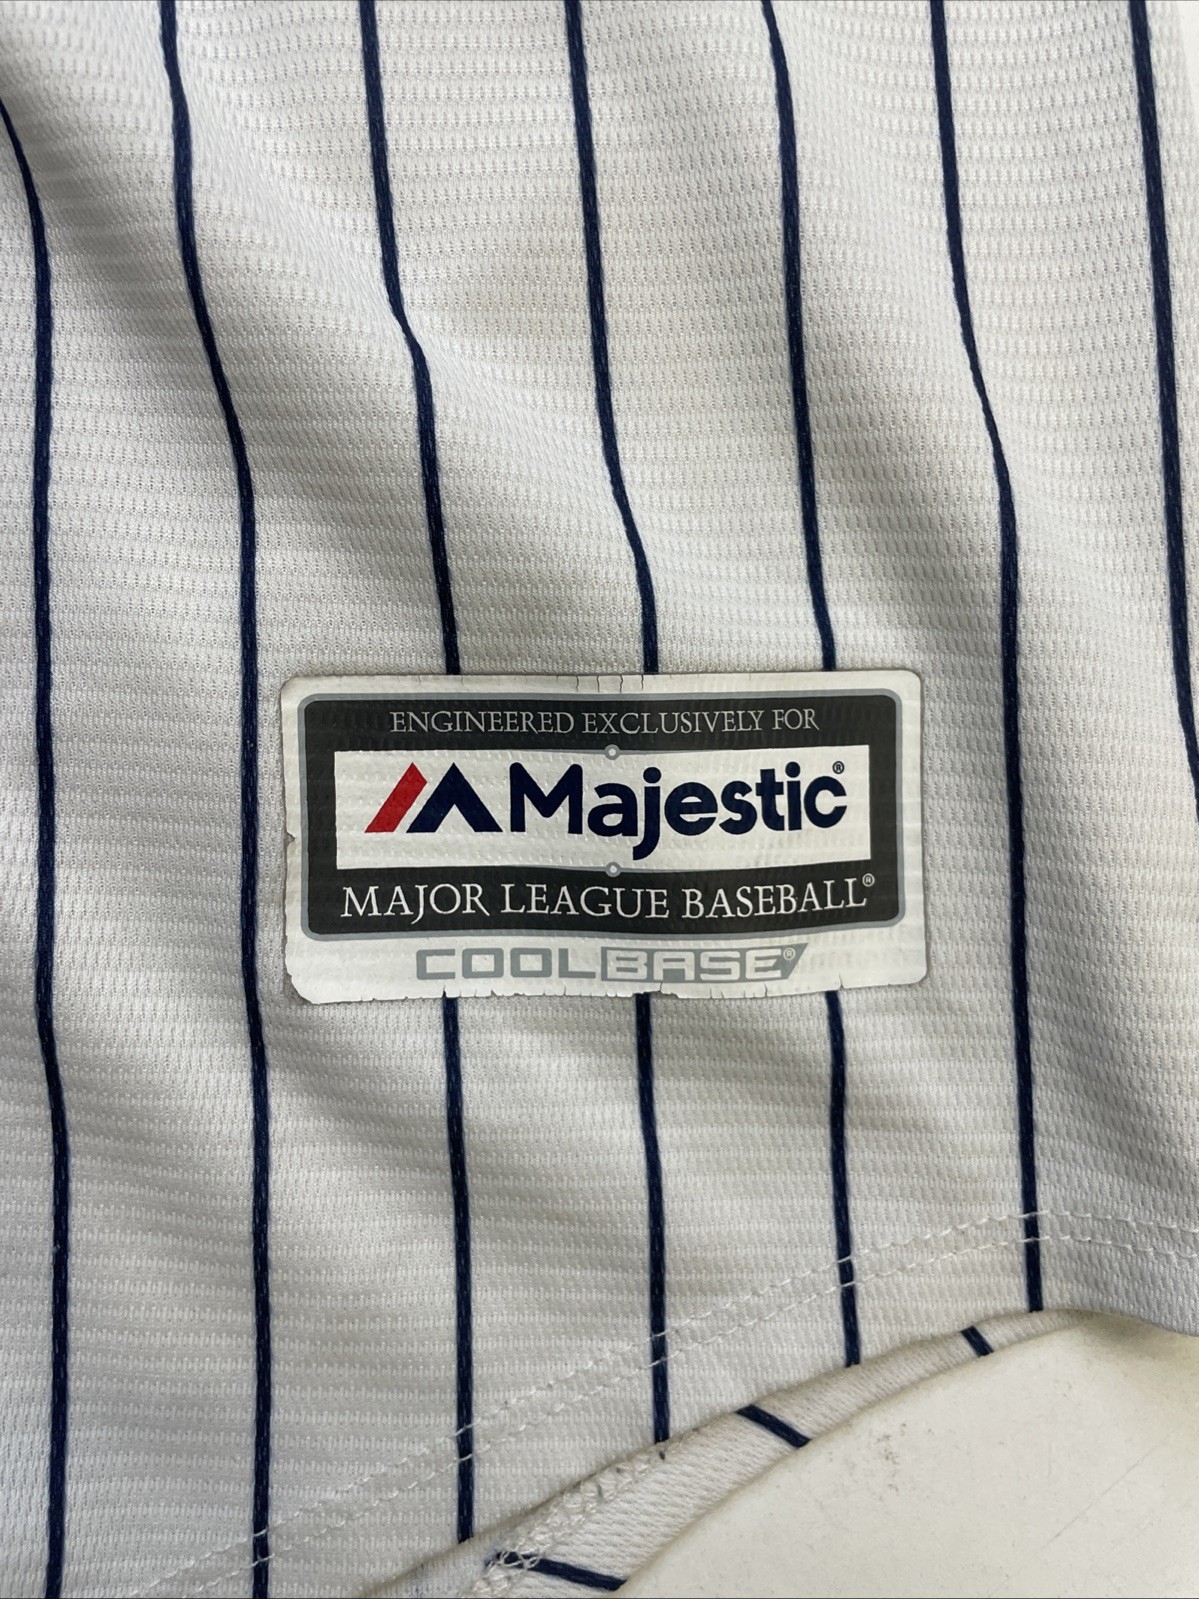 ENGINEERED EXCLUSIVELY FOR
Majestic®
MAJOR LEAGUE BASEBALL®
COOLBASE®